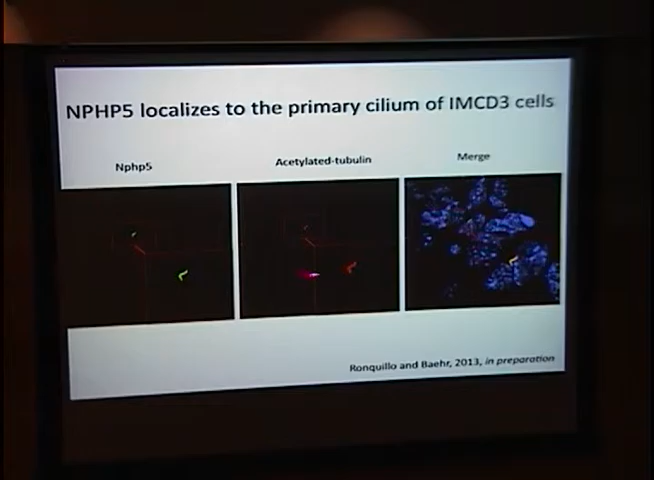 NPHP5 localizes to the primary cilium of IMCD3 cells
Nphp5
Acetylated-tubulin
Merge
Ronquillo and Baehr, 2013, in preparation